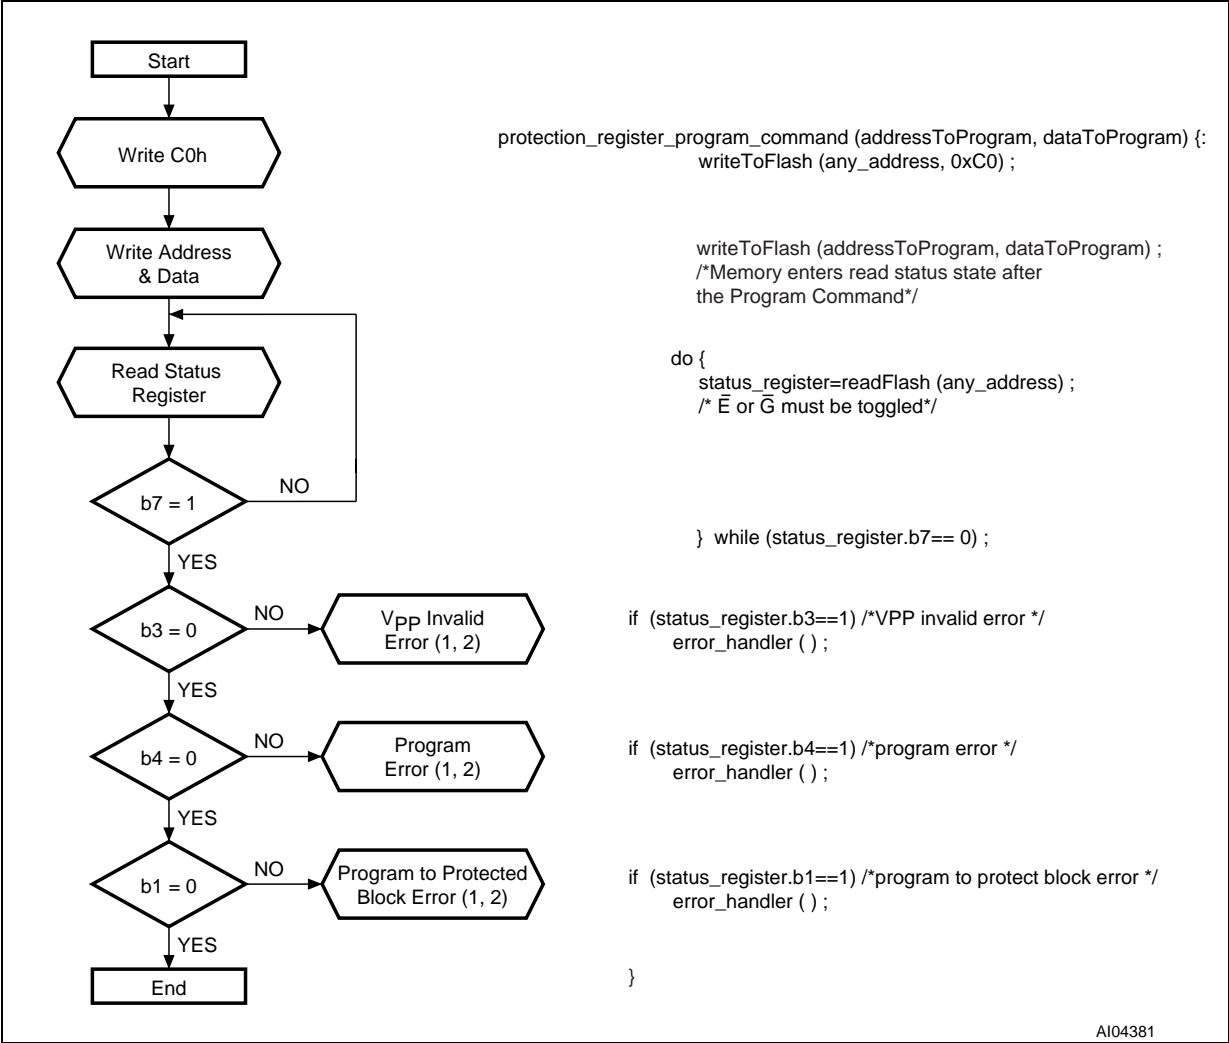 Start
Write C0h
protection_register_program_command (addressToProgram, dataToProgram) {:
writeToFlash (any_address, 0xC0) ;
Write Address
& Data
writeToFlash (addressToProgram, dataToProgram) ;
/*Memory enters read status state after
the Program Command*/
Read Status
Register
do {
status_register=readFlash (any_address) ;
/* E̅ or G̅ must be toggled*/
b7 = 1
NO
YES
} while (status_register.b7== 0) ;
b3 = 0
NO
YES
VPP Invalid
Error (1, 2)
if (status_register.b3==1) /*VPP invalid error */
error_handler ( ) ;
b4 = 0
NO
YES
Program
Error (1, 2)
if (status_register.b4==1) /*program error */
error_handler ( ) ;
b1 = 0
NO
YES
Program to Protected
Block Error (1, 2)
if (status_register.b1==1) /*program to protect block error */
error_handler ( ) ;
End
}
AI04381